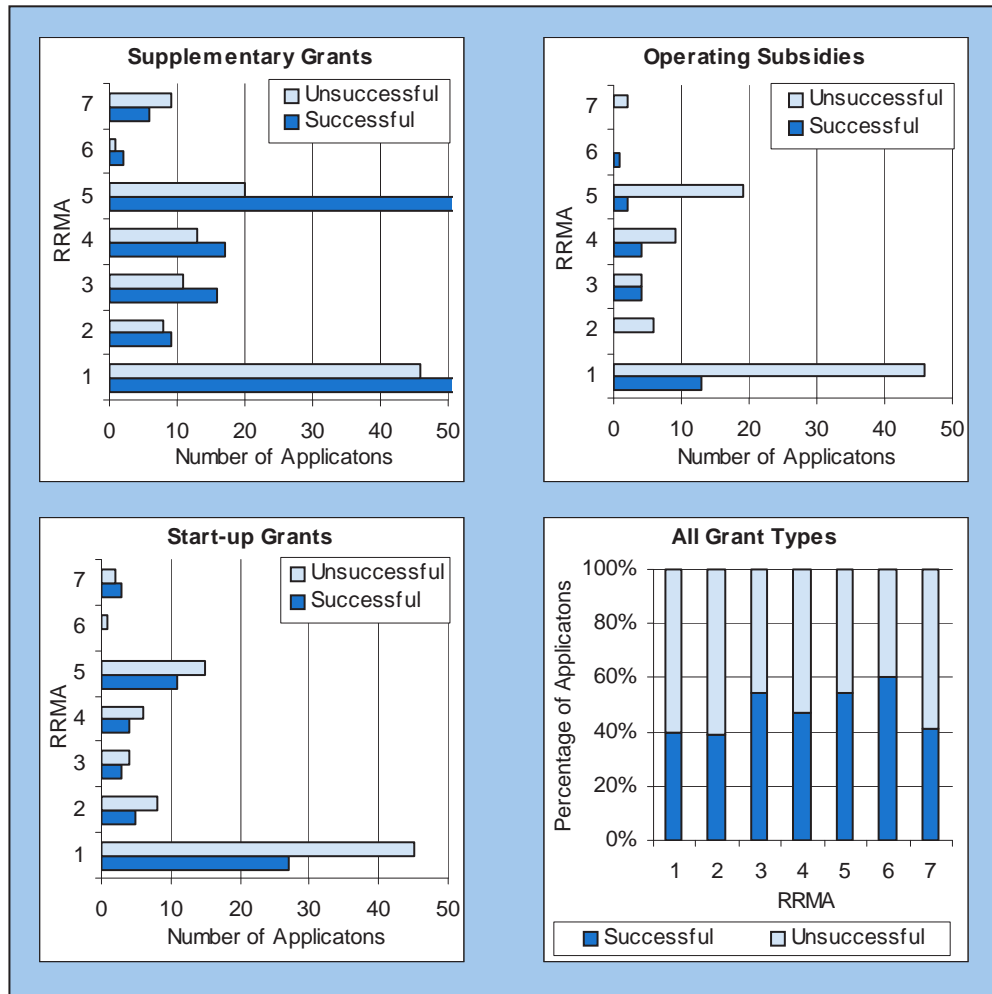 Supplementary Grants
Unsuccessful
Successful
RRMA
7
6
5
4
3
2
1
0 10 20 30 40 50
Number of Applicatons
Operating Subsidies
Unsuccessful
Successful
RRMA
7
6
5
4
3
2
1
0 10 20 30 40 50
Number of Applicatons
Start-up Grants
Unsuccessful
Successful
RRMA
7
6
5
4
3
2
1
0 10 20 30 40 50
Number of Applicatons
All Grant Types
Percentage of Applicatons
100%
80%
60%
40%
20%
0%
1 2 3 4 5 6 7
RRMA
Successful Unsuccessful